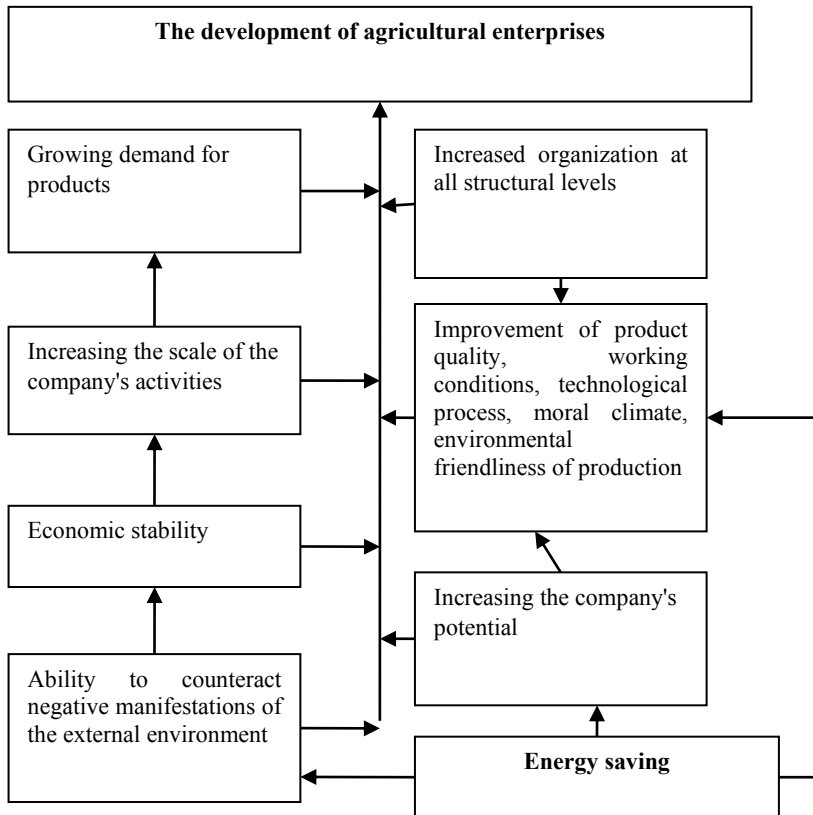 The development of agricultural enterprises
Growing demand for
products
Increased organization at
all structural levels
Increasing the scale of the
company's activities
Improvement of product
quality, working
conditions, technological
process, moral climate,
environmental
friendliness of production
Economic stability
Increasing the company's
potential
Ability to counteract
negative manifestations of
the external environment
Energy saving